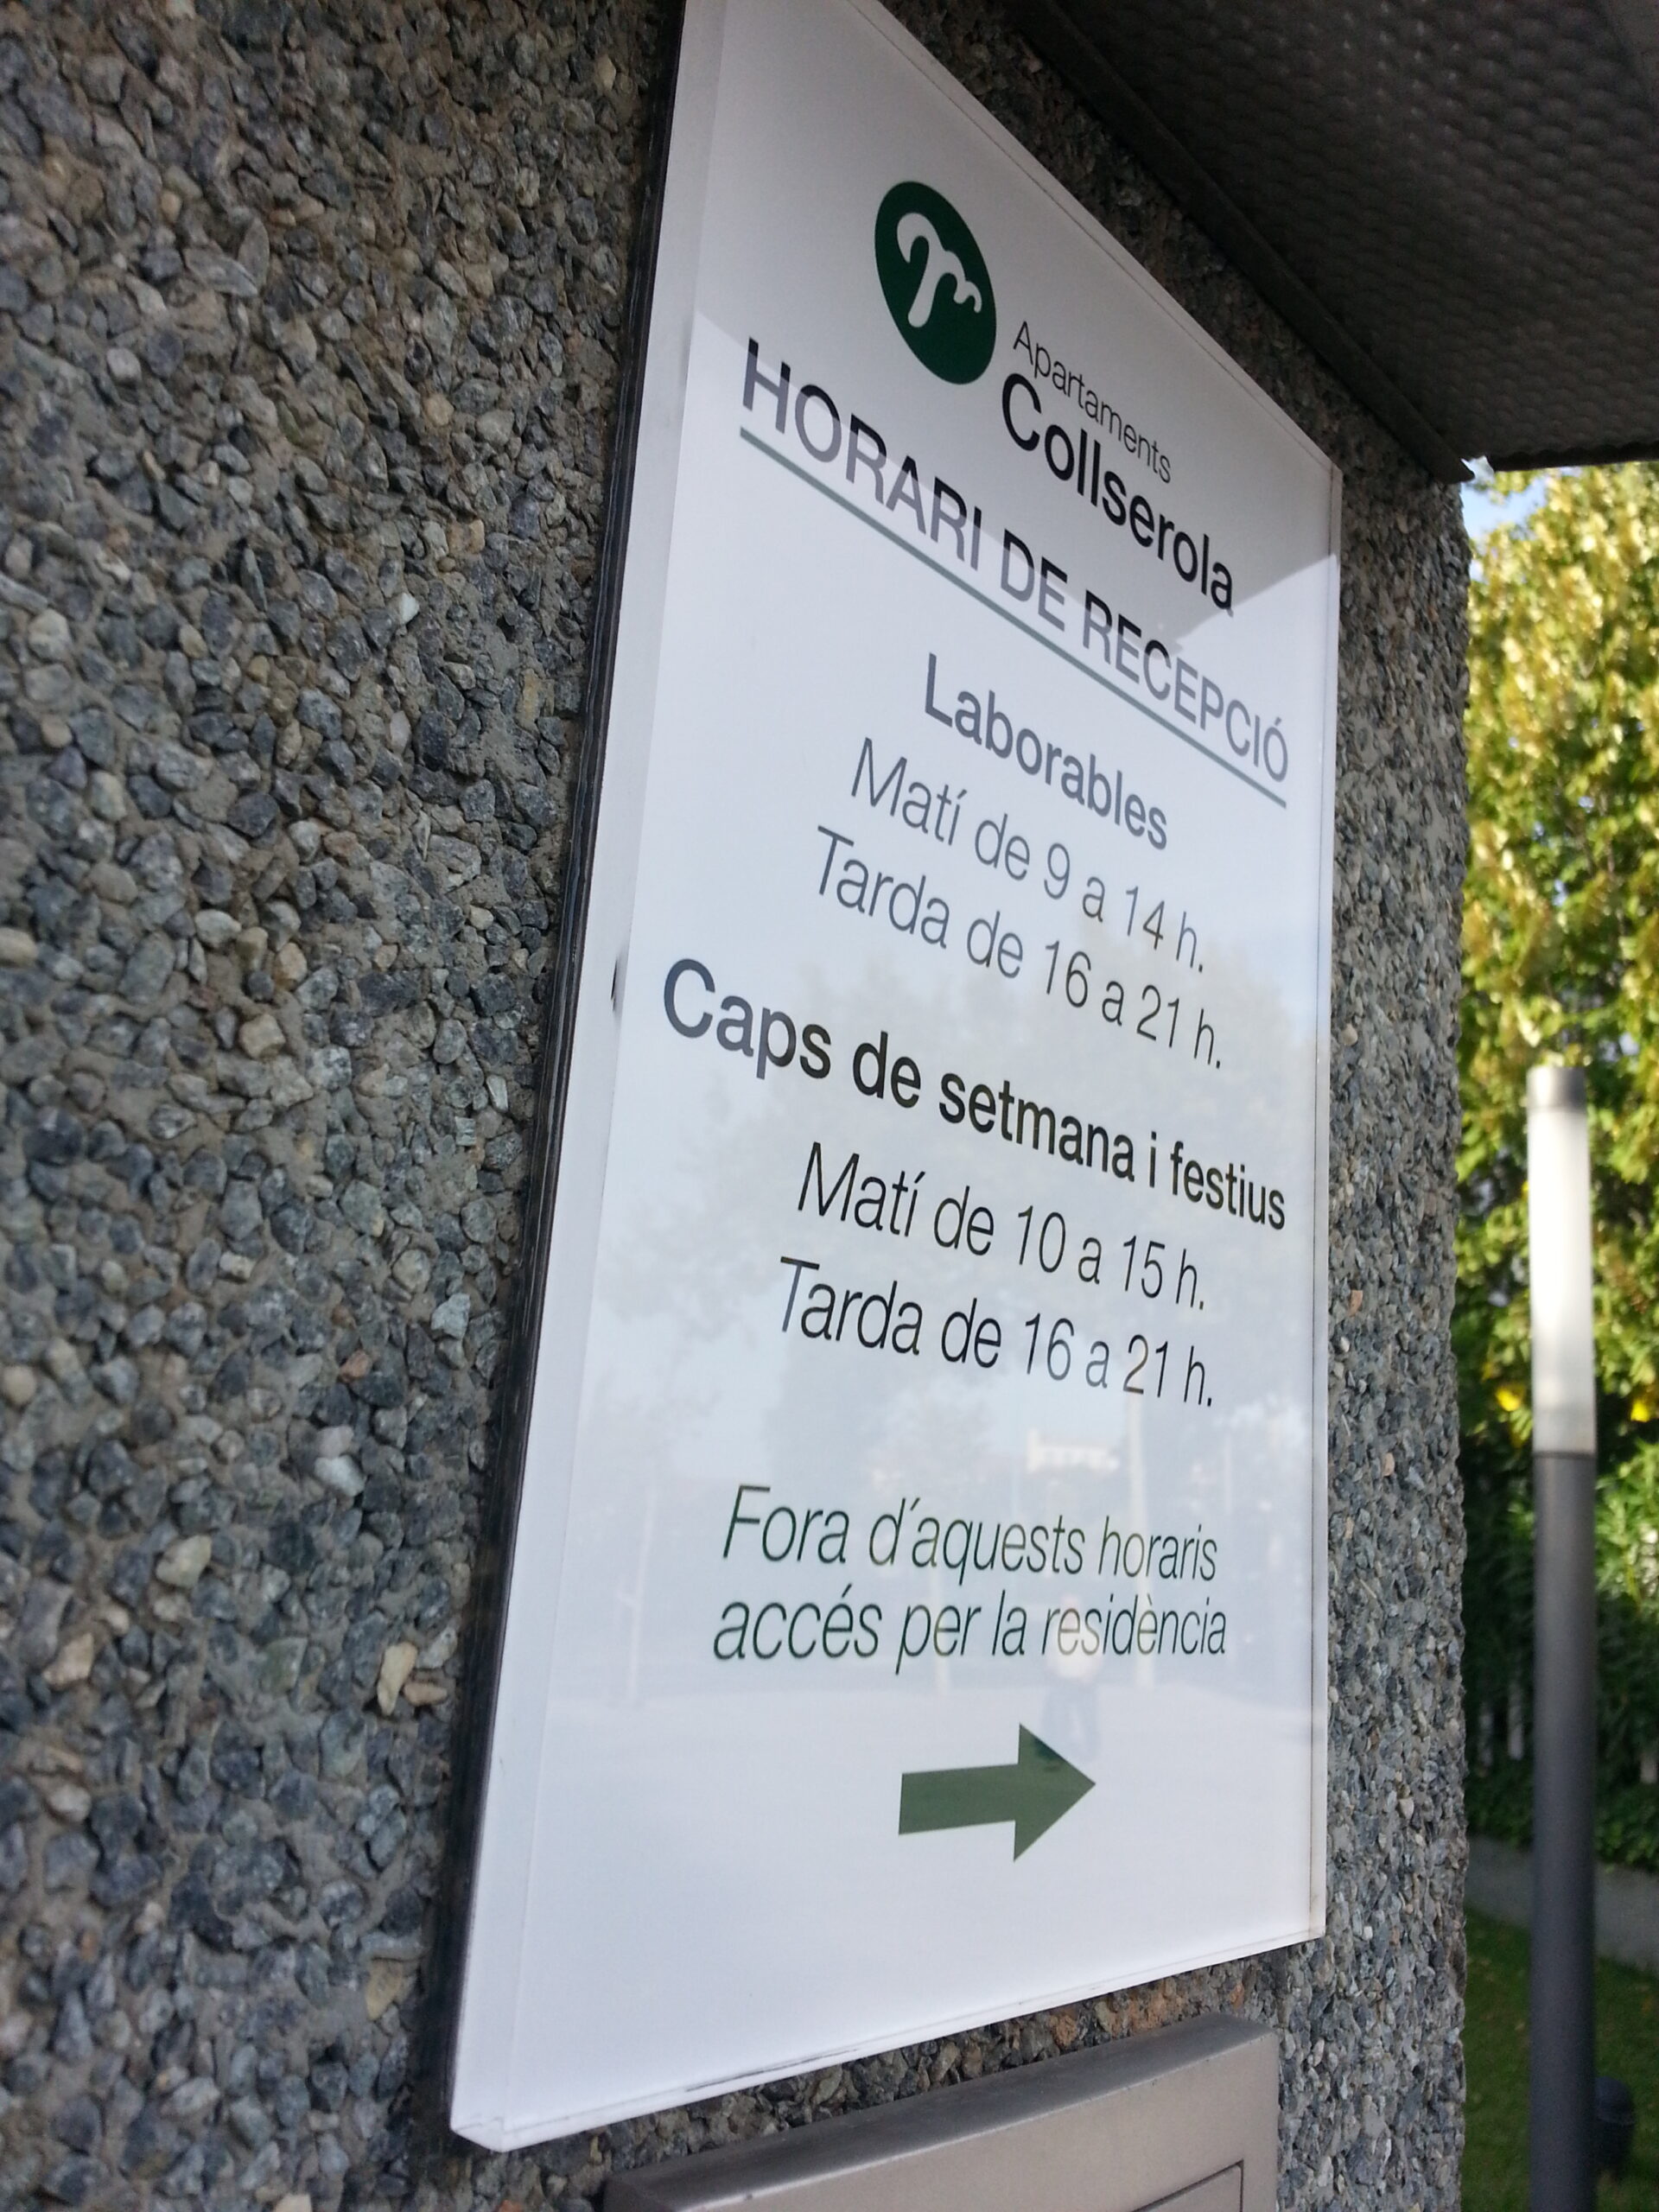 Apartaments
Collserola
HORARI DE RECEPCIÓ
Laborables
Matí de 9 a 14 h.
Tarda de 16 a 21 h.
Caps de setmana i festius
Matí de 10 a 15 h.
Tarda de 16 a 21 h.
Fora d´aquests horaris
accés per la residència